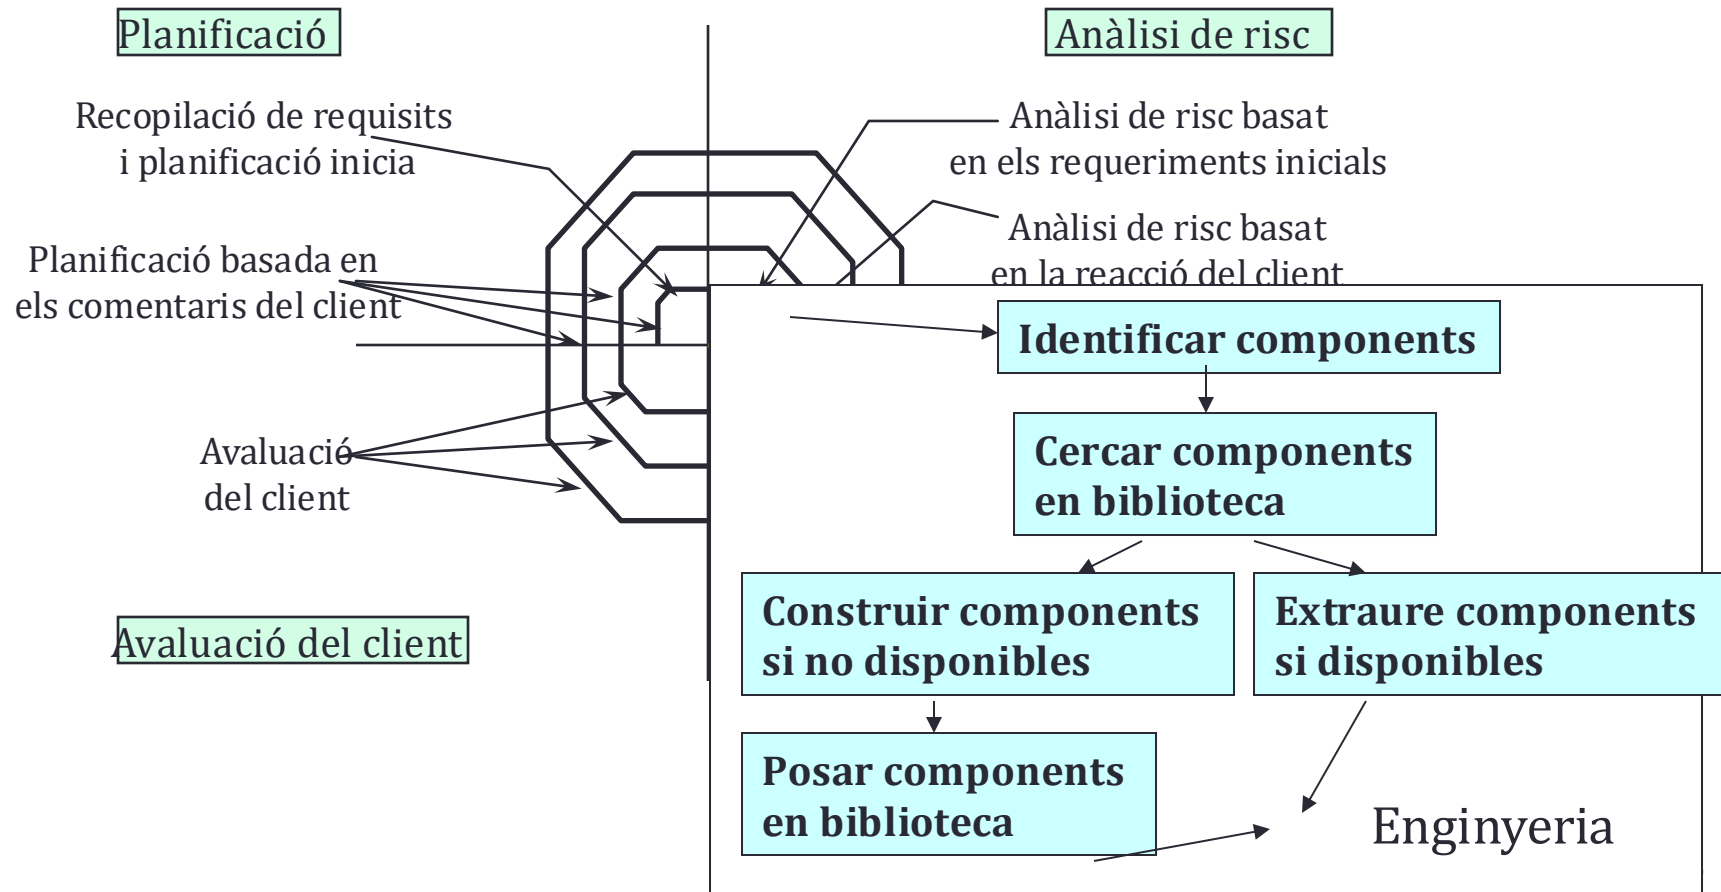 Planificació
Anàlisi de risc
Recopilació de requisits
i planificació inicia
Anàlisi de risc basat
en els requeriments inicials
Anàlisi de risc basat
en la reacció del client
Planificació basada en
els comentaris del client
Avaluació
del client
Avaluació del client
Identificar components
Cercar components
en biblioteca
Construir components
si no disponibles
Extraure components
si disponibles
Posar components
en biblioteca
Enginyeria